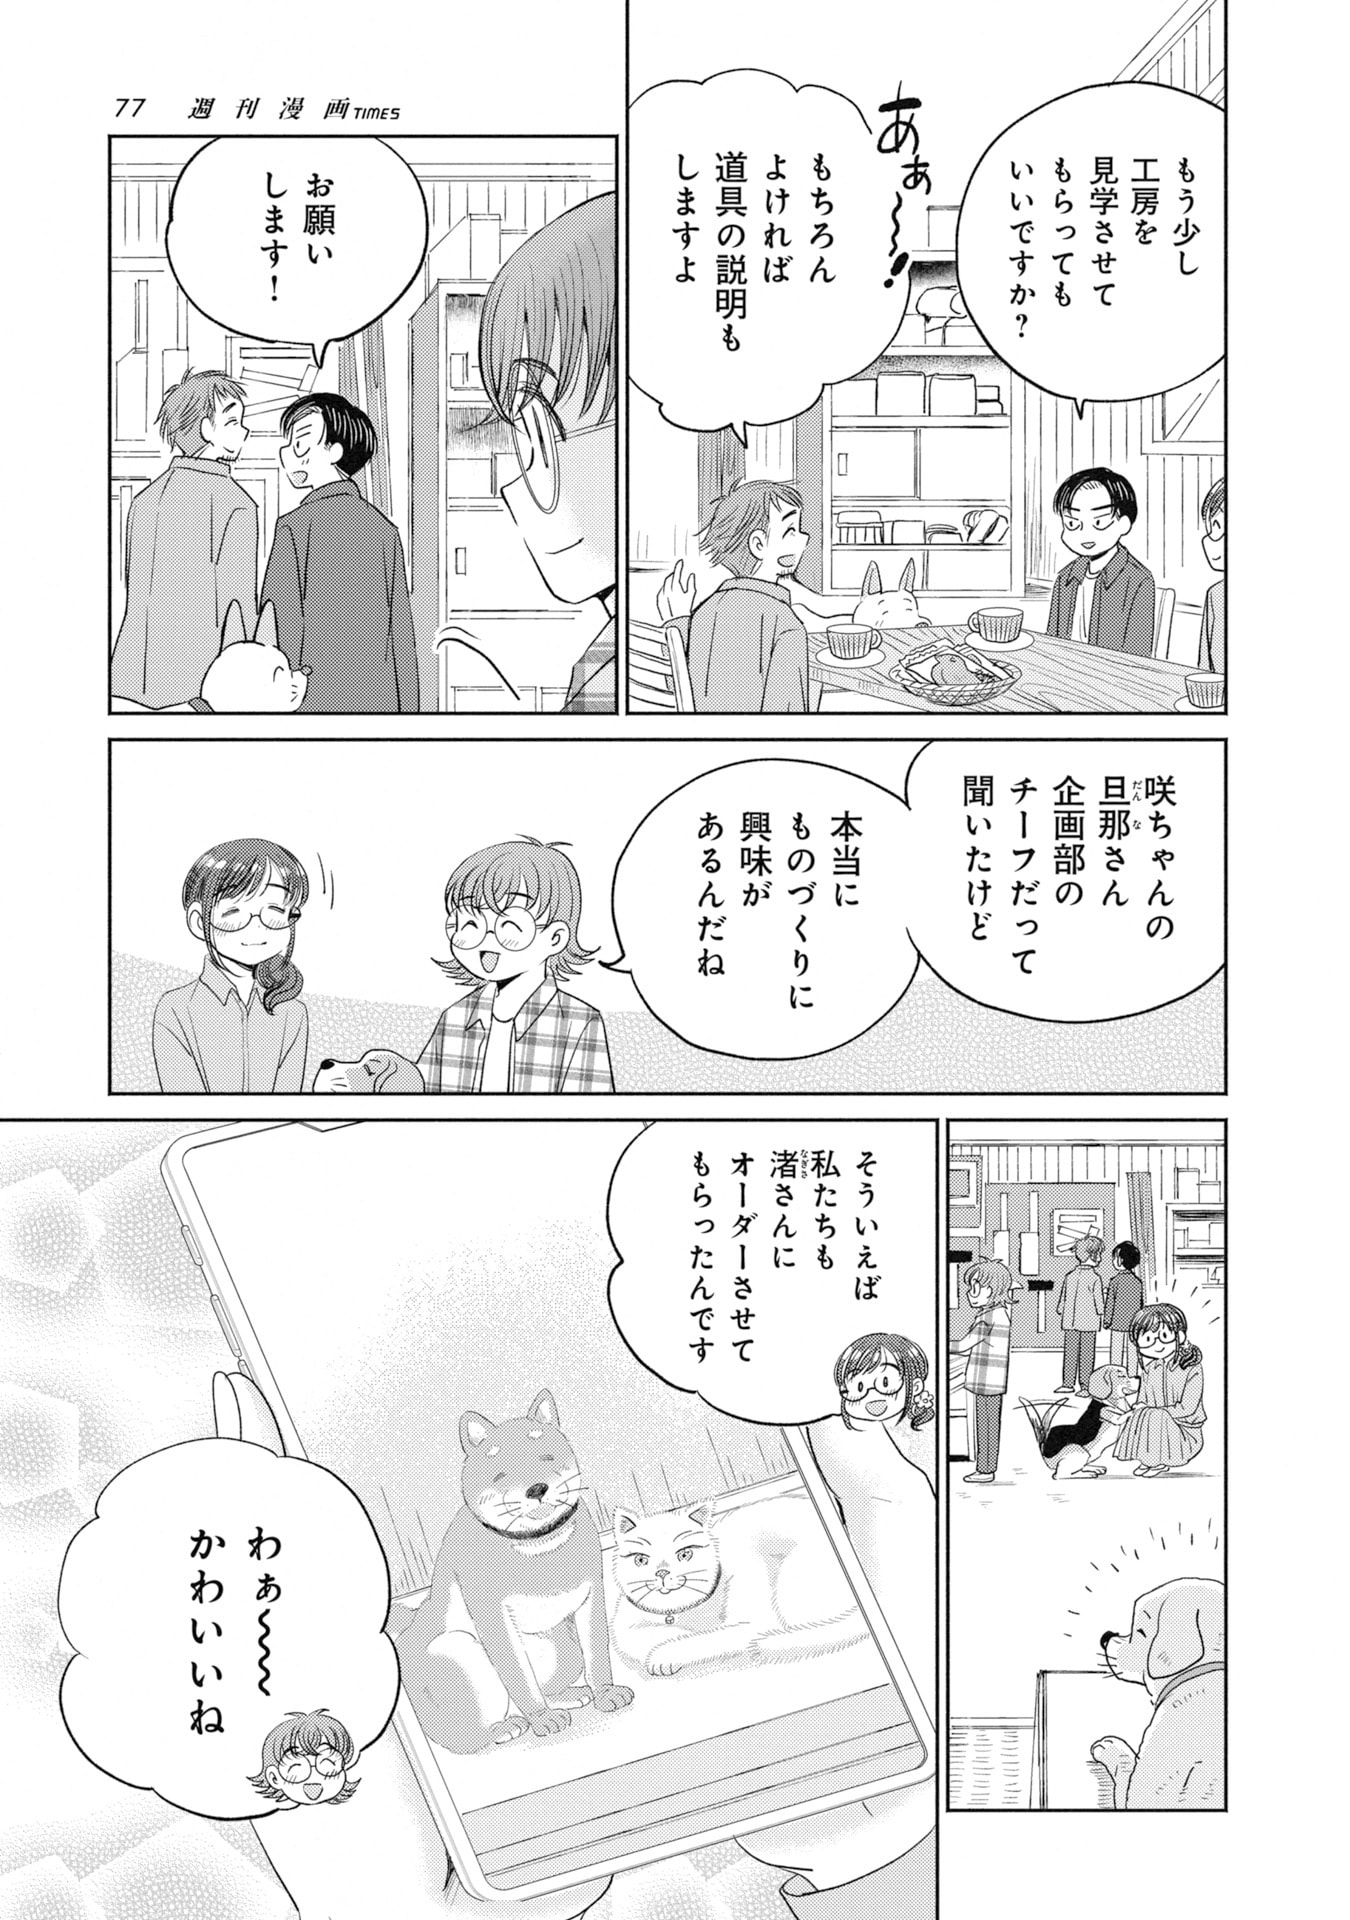 77 週刊漫画TIMES
もう少し
工房を
見学させて
もらっても
いいですか?
あぁ〜!
もちろん
よければ
道具の説明も
しますよ
お願い
します!
咲ちゃんの
旦那さん
だんな
企画部の
チーフだって
聞いたけど
本当に
ものづくりに
興味が
あるんだね
そういえば
私たちも
渚さんに
なぎさ
オーダーさせて
もらったんです
わぁ〜〜
かわいいね